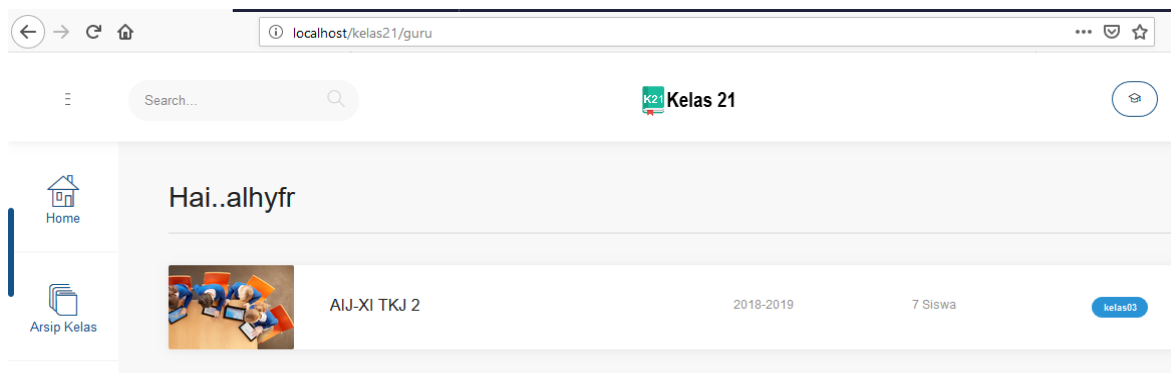 localhost/kelas21/guru
Search...
K21 Kelas 21
Home
Hai..alhyfr
Arsip Kelas
AIJ-XI TKJ 2
2018-2019
7 Siswa
kelas03